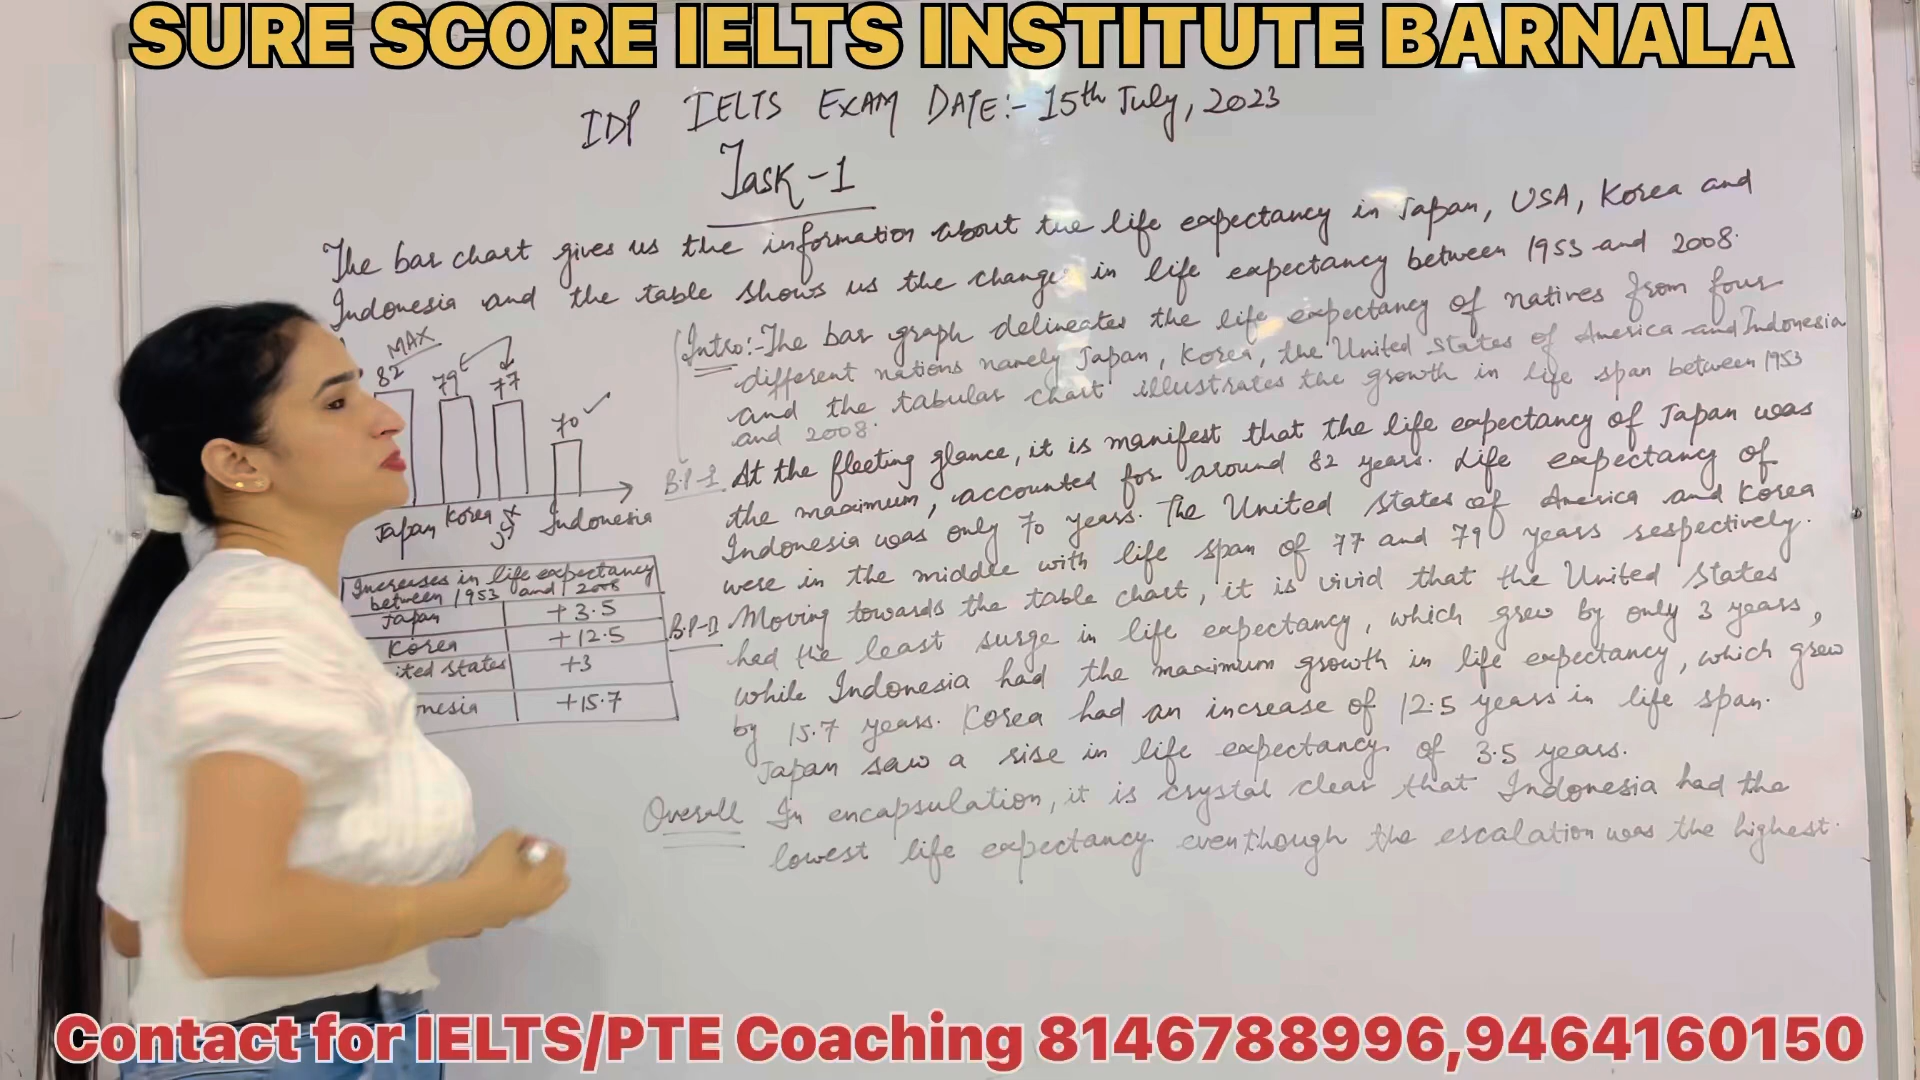 SURE SCORE IELTS INSTITUTE BARNALA
IDP IELTS EXAM DATE:- 15th July, 2023
Task-1
The bar chart gives us the information about the life expectancy in Japan, USA, Korea and
Indonesia and the table shows us the change in life expectancy between 1953 and 2008.
MAX
82
79
77
70
Japan Korea Indonesia
Increases in life expectancy
between 1953 and 2008
Japan +3.5
Korea +12.5
ited states +3
nesia +15.7
Intro:- The bar graph delineates the life expectancy of natives from four
different nations namely Japan, Korea, the United States of America and Indonesia
and the tabular chart illustrates the growth in life span between 1953
and 2008.
B.P-1 At the fleeting glance, it is manifest that the life expectancy of Japan was
the maximum, accounted for around 82 years. Life expectancy of
Indonesia was only 70 years. The United States of America and Korea
were in the middle with life span of 77 and 79 years respectively.
B.P-II Moving towards the table chart, it is vivid that the United States
had the least surge in life expectancy, which grew by only 3 years,
while Indonesia had the maximum growth in life expectancy, which grew
by 15.7 years. Korea had an increase of 12.5 years in life span.
Japan saw a rise in life expectancy of 3.5 years.
Overall In encapsulation, it is crystal clear that Indonesia had the
lowest life expectancy eventhough the escalation was the highest.
Contact for IELTS/PTE Coaching 8146788996,9464160150